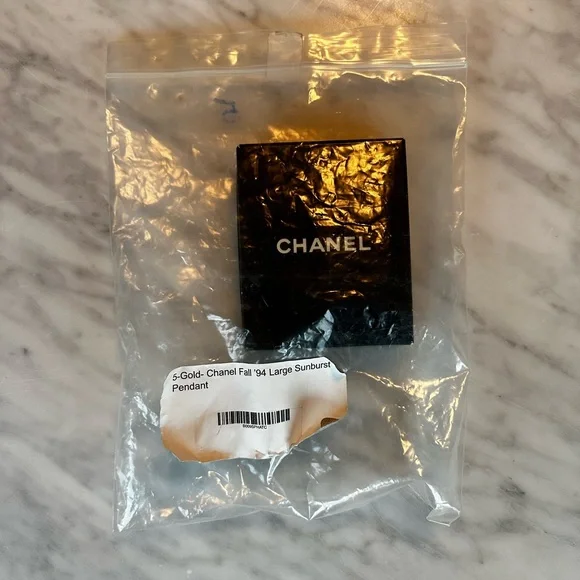 CHANEL
5-Gold- Chanel Fall '94 Large Sunburst
Pendant